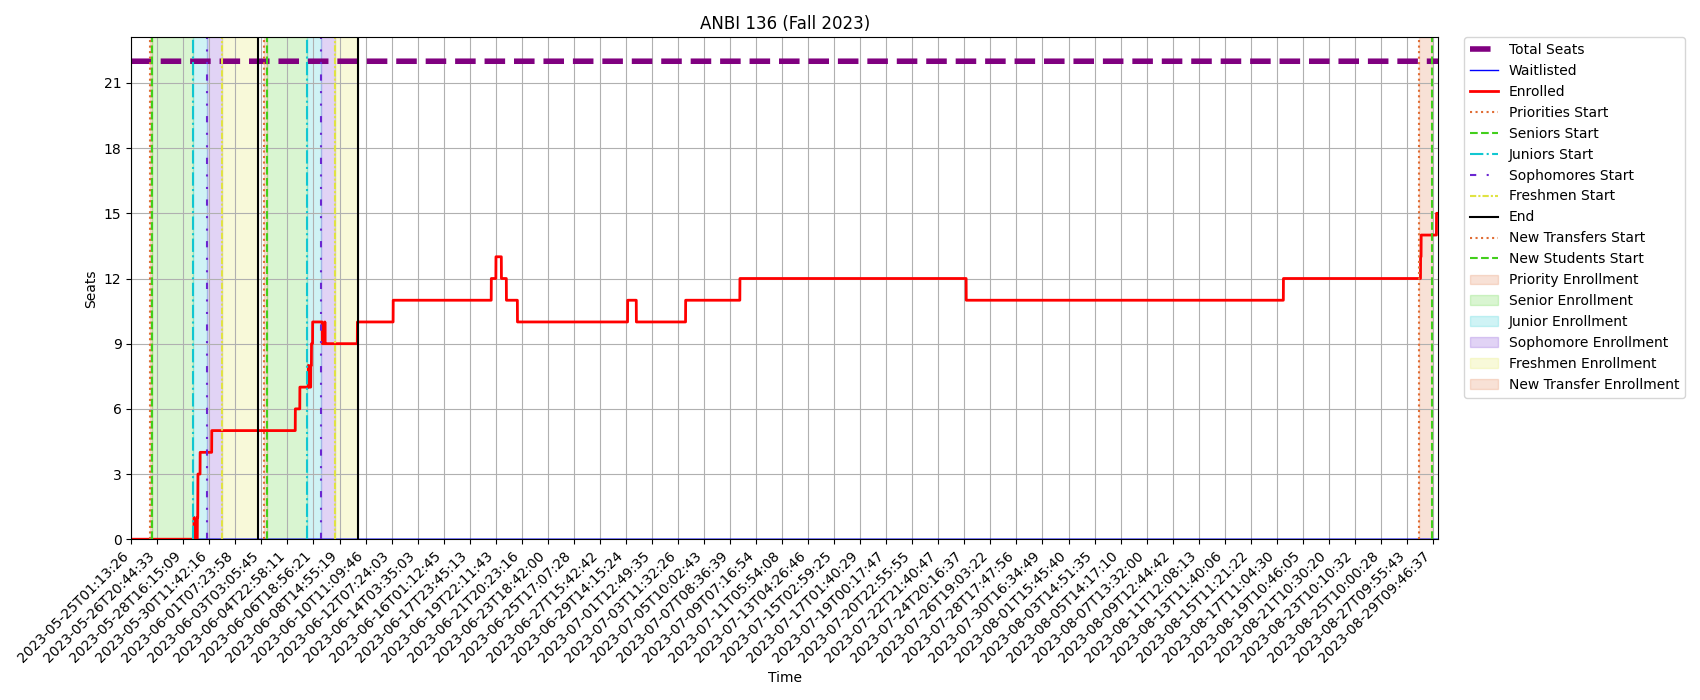 ANBI 136 (Fall 2023)
Seats
21
18
15
12
9
6
3
0
2023-05-25T01:13:26
2023-05-26T20:44:33
2023-05-28T16:15:09
2023-05-30T11:42:16
2023-06-01T07:23:58
2023-06-03T03:05:45
2023-06-04T22:58:11
2023-06-06T18:56:21
2023-06-08T14:55:19
2023-06-10T11:09:46
2023-06-12T07:24:03
2023-06-14T03:35:03
2023-06-16T01:12:45
2023-06-17T23:45:13
2023-06-19T22:11:43
2023-06-21T20:23:16
2023-06-23T18:42:00
2023-06-25T17:07:28
2023-06-27T15:42:42
2023-06-29T14:15:24
2023-07-01T12:49:35
2023-07-03T11:32:26
2023-07-05T10:02:43
2023-07-07T08:36:39
2023-07-09T07:16:54
2023-07-11T05:54:08
2023-07-13T04:26:46
2023-07-15T02:59:25
2023-07-17T01:40:29
2023-07-19T00:17:47
2023-07-20T22:55:55
2023-07-22T21:40:47
2023-07-24T20:16:37
2023-07-26T19:03:22
2023-07-28T17:47:56
2023-07-30T16:34:49
2023-08-01T15:45:40
2023-08-03T14:51:35
2023-08-05T14:17:10
2023-08-07T13:32:00
2023-08-09T12:44:42
2023-08-11T12:08:13
2023-08-13T11:40:06
2023-08-15T11:21:22
2023-08-17T11:04:30
2023-08-19T10:46:05
2023-08-21T10:30:20
2023-08-23T10:10:32
2023-08-25T10:00:28
2023-08-27T09:55:43
2023-08-29T09:46:37
Time
Total Seats
Waitlisted
Enrolled
Priorities Start
Seniors Start
Juniors Start
Sophomores Start
Freshmen Start
End
New Transfers Start
New Students Start
Priority Enrollment
Senior Enrollment
Junior Enrollment
Sophomore Enrollment
Freshmen Enrollment
New Transfer Enrollment